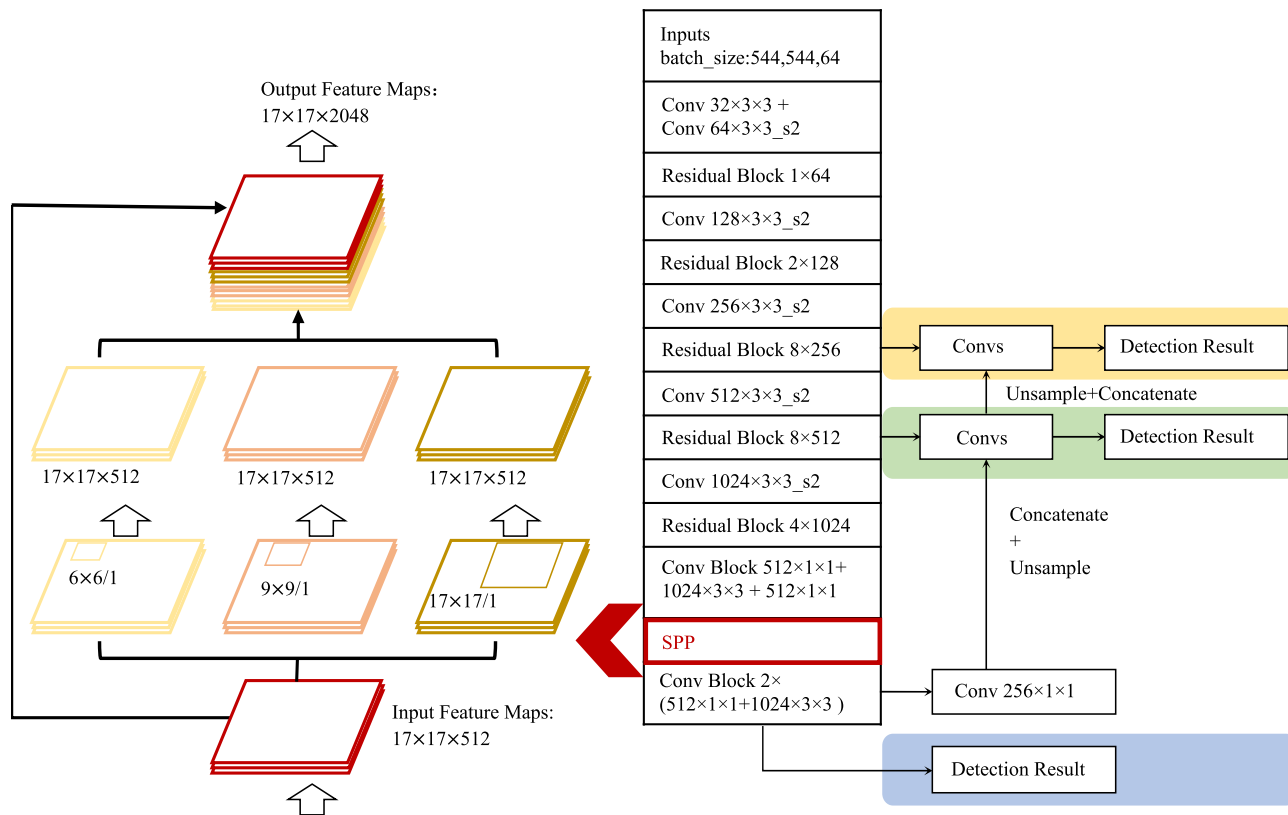 Output Feature Maps:
17×17×2048
17×17×512
17×17×512
17×17×512
6×6/1
9×9/1
17×17/1
Input Feature Maps:
17×17×512
Inputs
batch_size:544,544,64
Conv 32×3×3 +
Conv 64×3×3_s2
Residual Block 1×64
Conv 128×3×3_s2
Residual Block 2×128
Conv 256×3×3_s2
Residual Block 8×256
Conv 512×3×3_s2
Residual Block 8×512
Conv 1024×3×3_s2
Residual Block 4×1024
Conv Block 512×1×1+
1024×3×3 + 512×1×1
SPP
Conv Block 2×
(512×1×1+1024×3×3 )
Convs
Detection Result
Unsample+Concatenate
Convs
Detection Result
Concatenate
+
Unsample
Conv 256×1×1
Detection Result